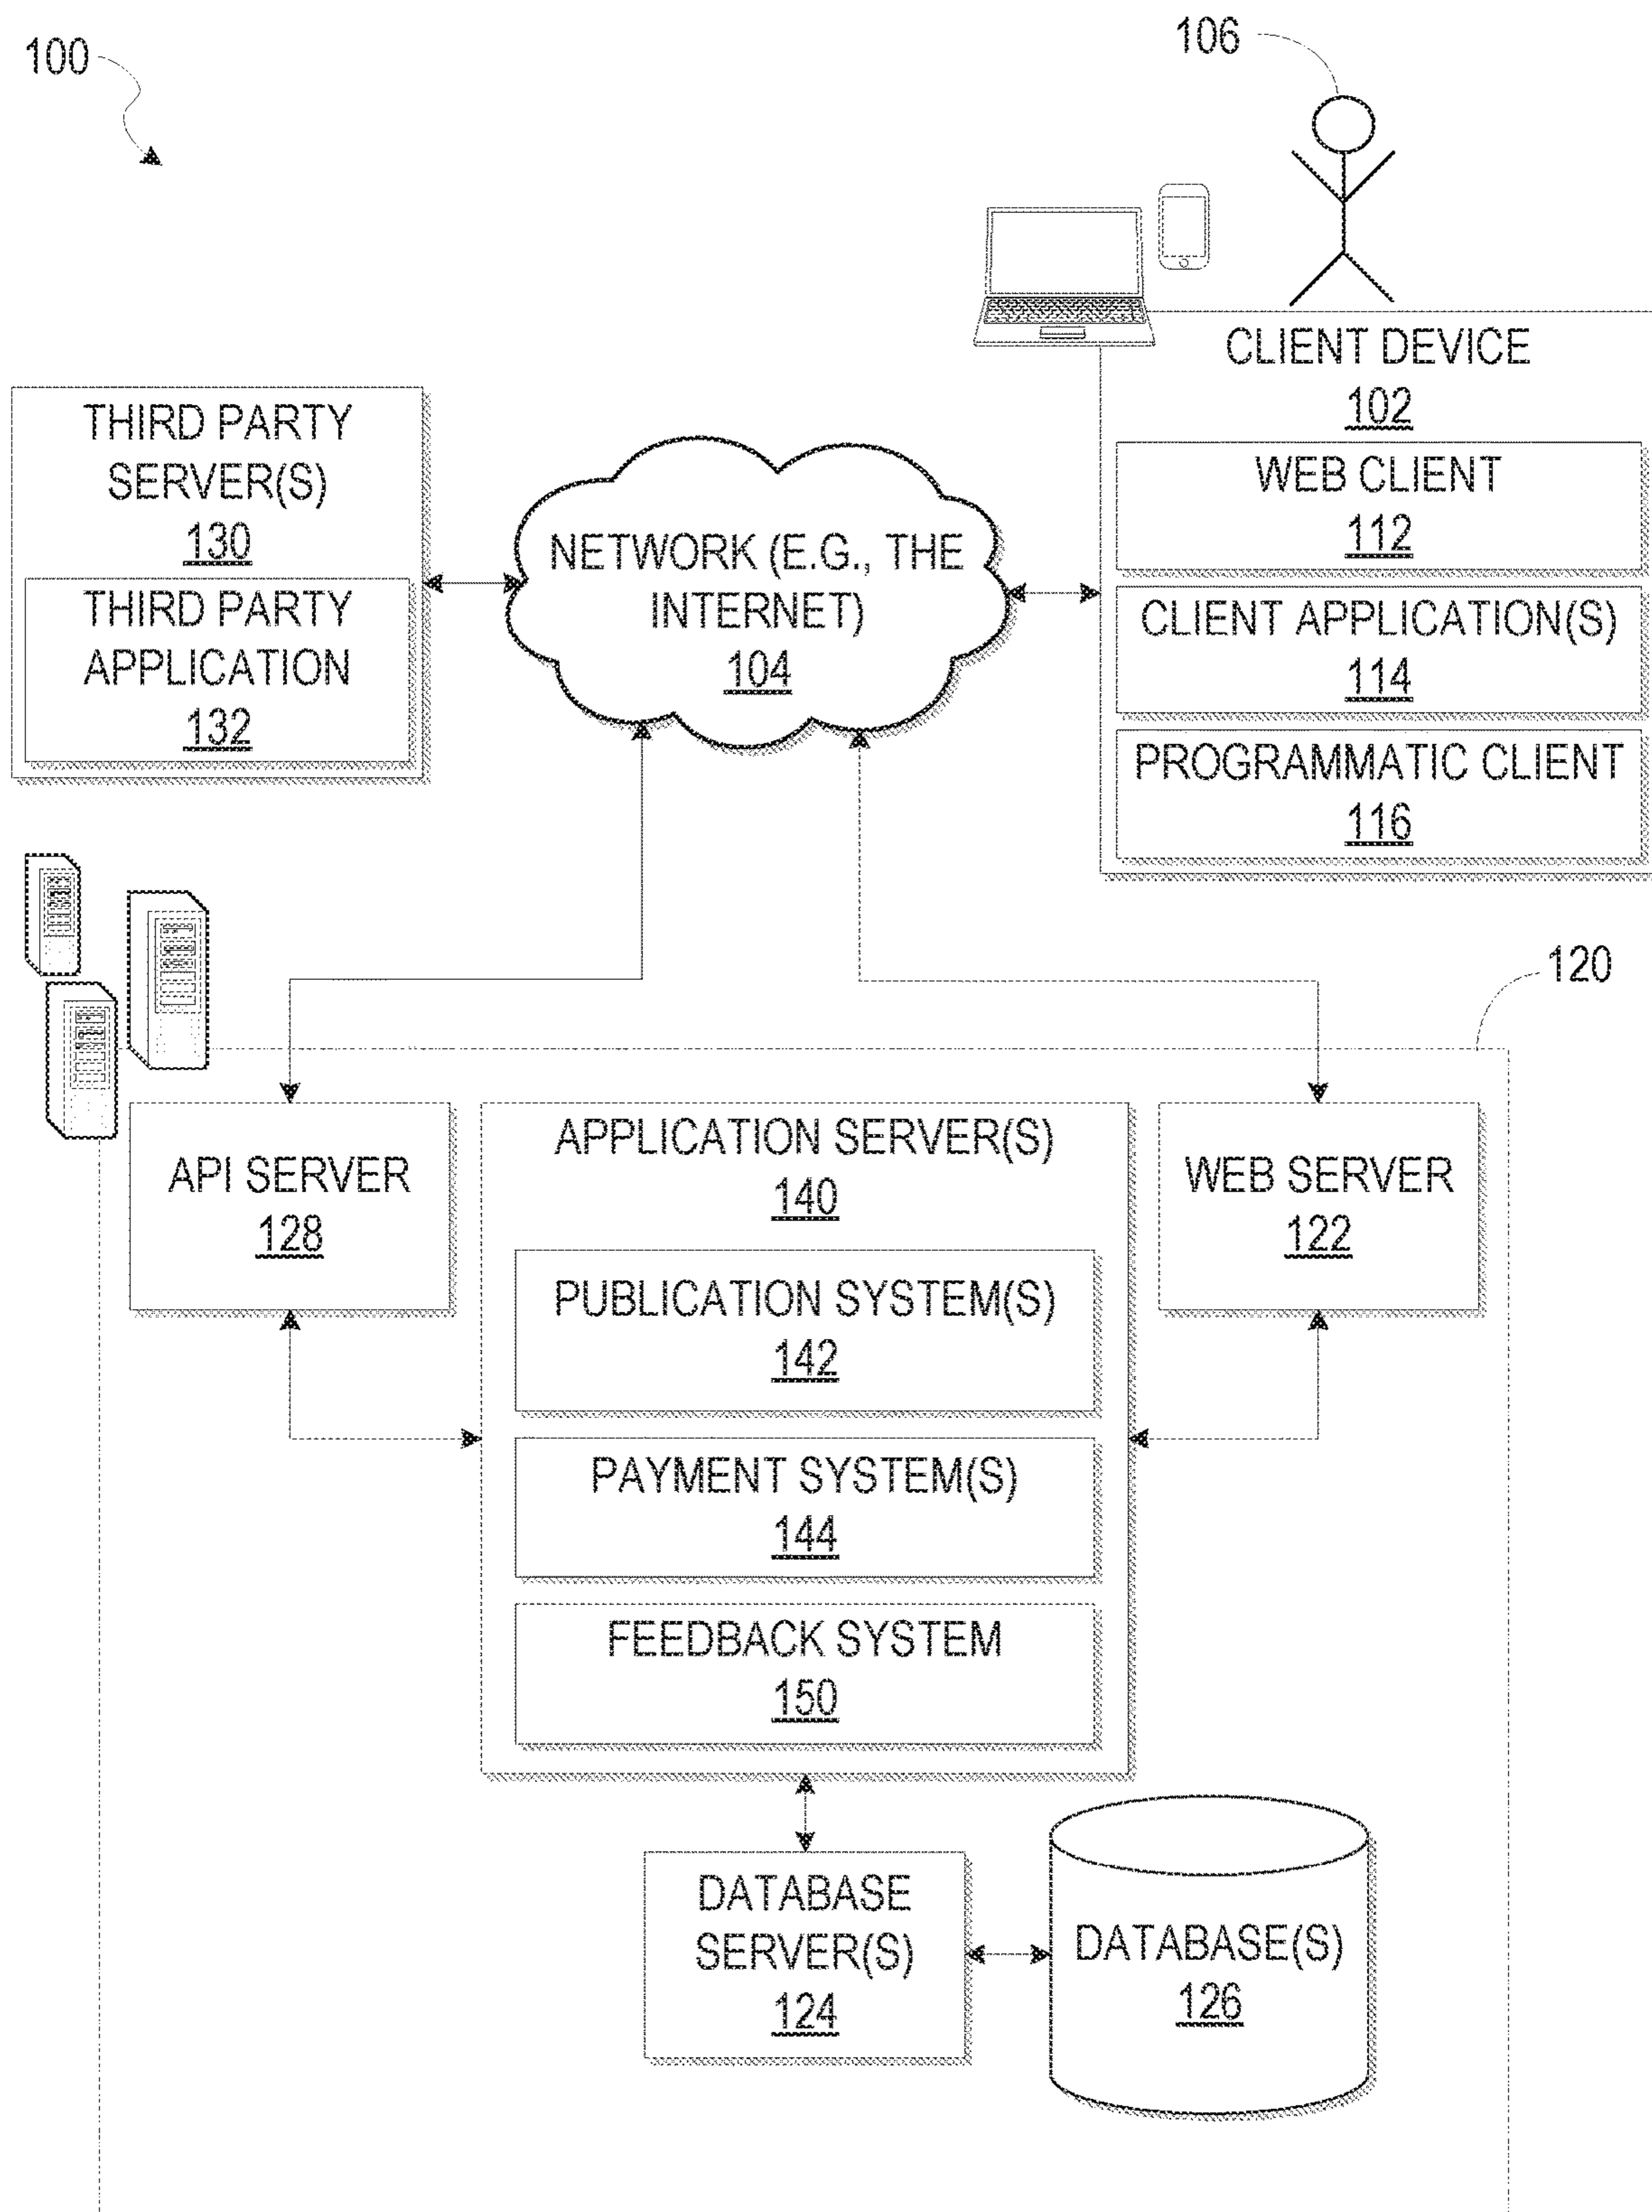 100
106
CLIENT DEVICE
102
WEB CLIENT
112
CLIENT APPLICATION(S)
114
PROGRAMMATIC CLIENT
116
THIRD PARTY
SERVER(S)
130
THIRD PARTY
APPLICATION
132
NETWORK (E.G., THE
INTERNET)
104
120
API SERVER
128
APPLICATION SERVER(S)
140
PUBLICATION SYSTEM(S)
142
PAYMENT SYSTEM(S)
144
FEEDBACK SYSTEM
150
WEB SERVER
122
DATABASE
SERVER(S)
124
DATABASE(S)
126